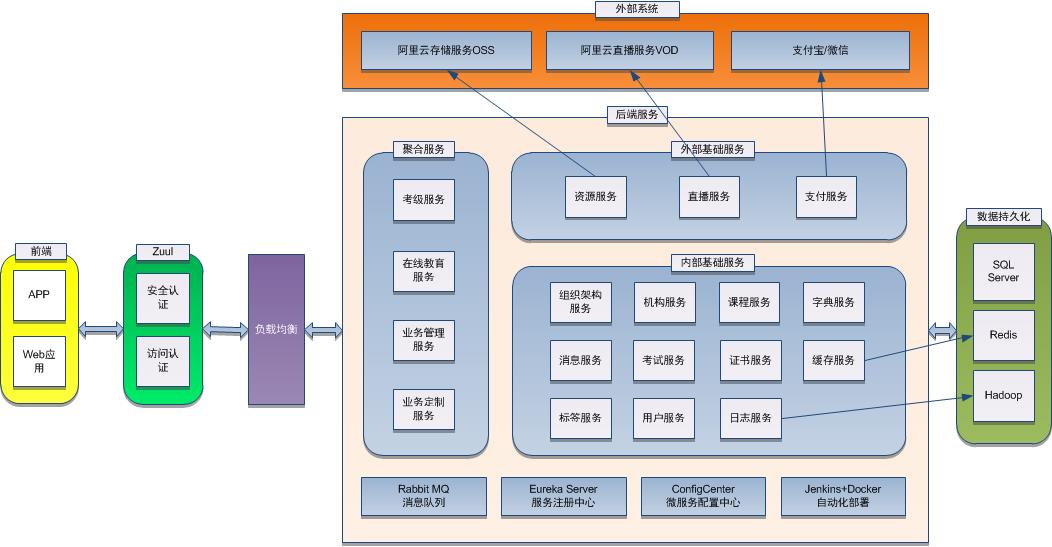 外部系统
阿里云存储服务OSS
阿里云直播服务VOD
支付宝/微信
后端服务
聚合服务
考级服务
在线教育
服务
业务管理
服务
业务定制
服务
外部基础服务
资源服务
直播服务
支付服务
内部基础服务
组织架构
服务
机构服务
课程服务
字典服务
消息服务
考试服务
证书服务
缓存服务
标签服务
用户服务
日志服务
前端
APP
Web应
用
Zuul
安全认
证
访问认
证
负载均衡
数据持久化
SQL
Server
Redis
Hadoop
Rabbit MQ
消息队列
Eureka Server
服务注册中心
ConfigCenter
微服务配置中心
Jenkins+Docker
自动化部署